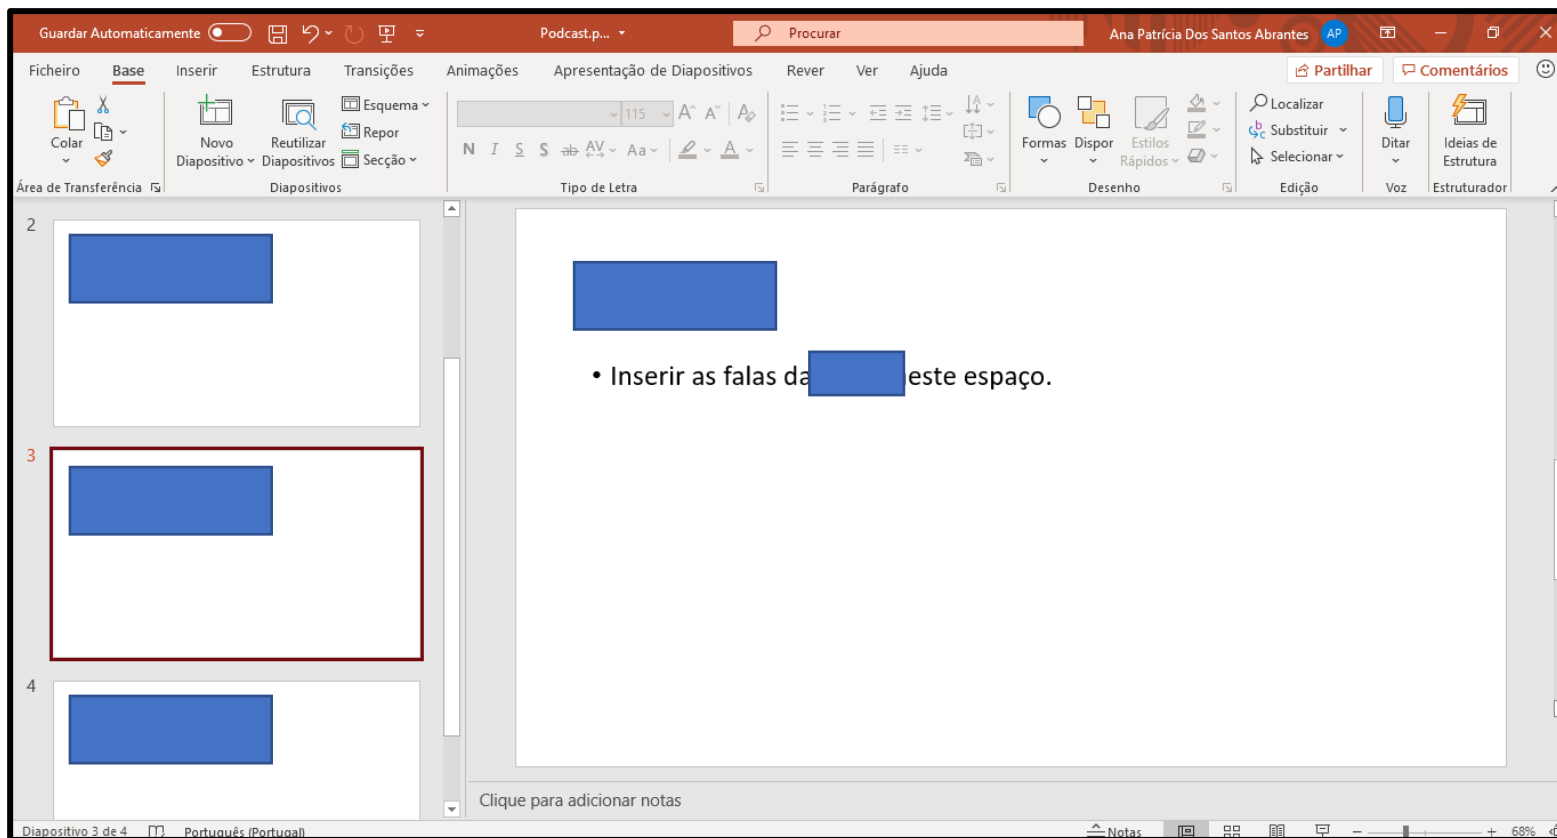 Guardar Automaticamente
Podcast.p...
Procurar
Ana Patrícia Dos Santos Abrantes AP
Ficheiro Base Inserir Estrutura Transições Animações Apresentação de Diapositivos Rever Ver Ajuda Partilhar Comentários
Colar
Novo Diapositivo
Reutilizar Diapositivos
Esquema
Repor
Secção
115 A A A
N I S S ab AV Aa A
Formas
Dispor
Estilos Rápidos
Localizar
Substituir
Selecionar
Ditar
Ideias de Estrutura
Área de Transferência Diapositivos Tipo de Letra Parágrafo Desenho Edição Voz Estruturador
2
3
4
• Inserir as falas da este espaço.
Clique para adicionar notas
Diapositivo 3 de 4 Português (Portugal) Notas 68%